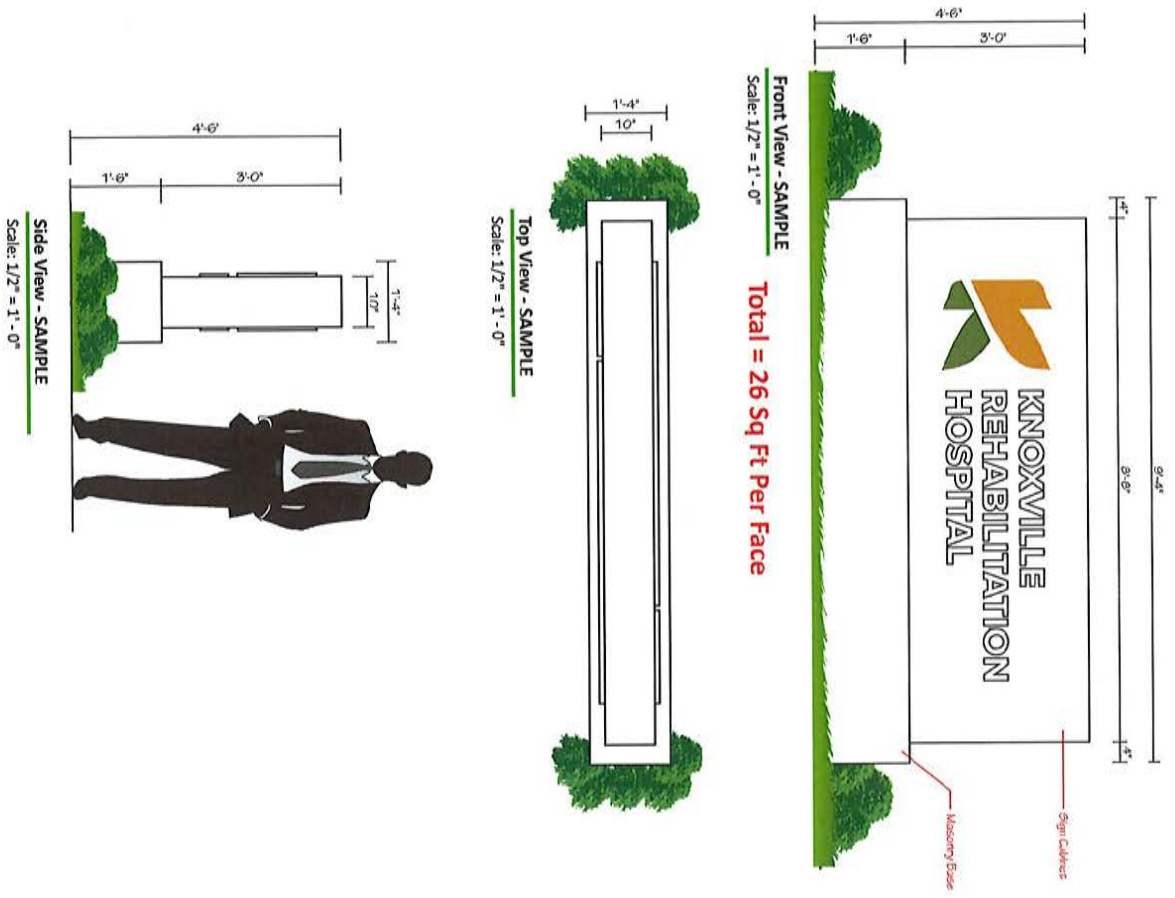 9'-4"
4"
8'-8"
4"
4'-6"
3'-0"
1'-6"
KNOXVILLE
REHABILITATION
HOSPITAL
Sign Cabinet
Masonry Base
Front View - SAMPLE
Scale: 1/2" = 1' - 0"
Total = 26 Sq Ft Per Face
1'-4"
10"
Top View - SAMPLE
Scale: 1/2" = 1' - 0"
1'-4"
10"
4'-6"
3'-0"
1'-6"
Side View - SAMPLE
Scale: 1/2" = 1' - 0"